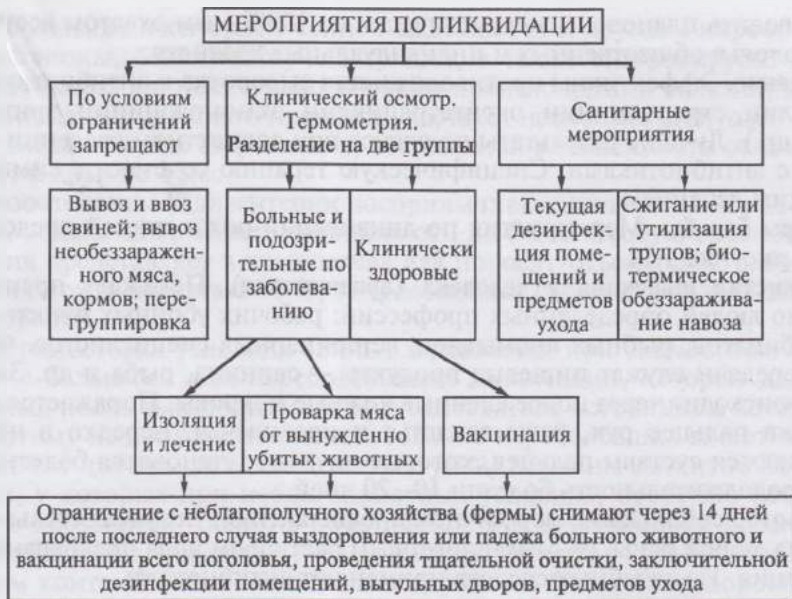 МЕРОПРИЯТИЯ ПО ЛИКВИДАЦИИ
По условиям
ограничений
запрещают
Клинический осмотр.
Термометрия.
Разделение на две группы
Санитарные
мероприятия
Вывоз и ввоз
свиней; вывоз
необеззаражен-
ного мяса,
кормов; пере-
группировка
Больные и
подозри-
тельные по
заболева-
нию
Клинически
здоровые
Текущая
дезинфек-
ция поме-
щений и
предметов
ухода
Сжигание или
утилизация
трупов; био-
термическое
обеззаражива-
ние навоза
Изоляция
и лечение
Проварка мяса
от вынужденно
убитых животных
Вакцинация
Ограничение с неблагополучного хозяйства (фермы) снимают через 14 дней
после последнего случая выздоровления или падежа больного животного и
вакцинации всего поголовья, проведения тщательной очистки, заключительной
дезинфекции помещений, выгульных дворов, предметов ухода